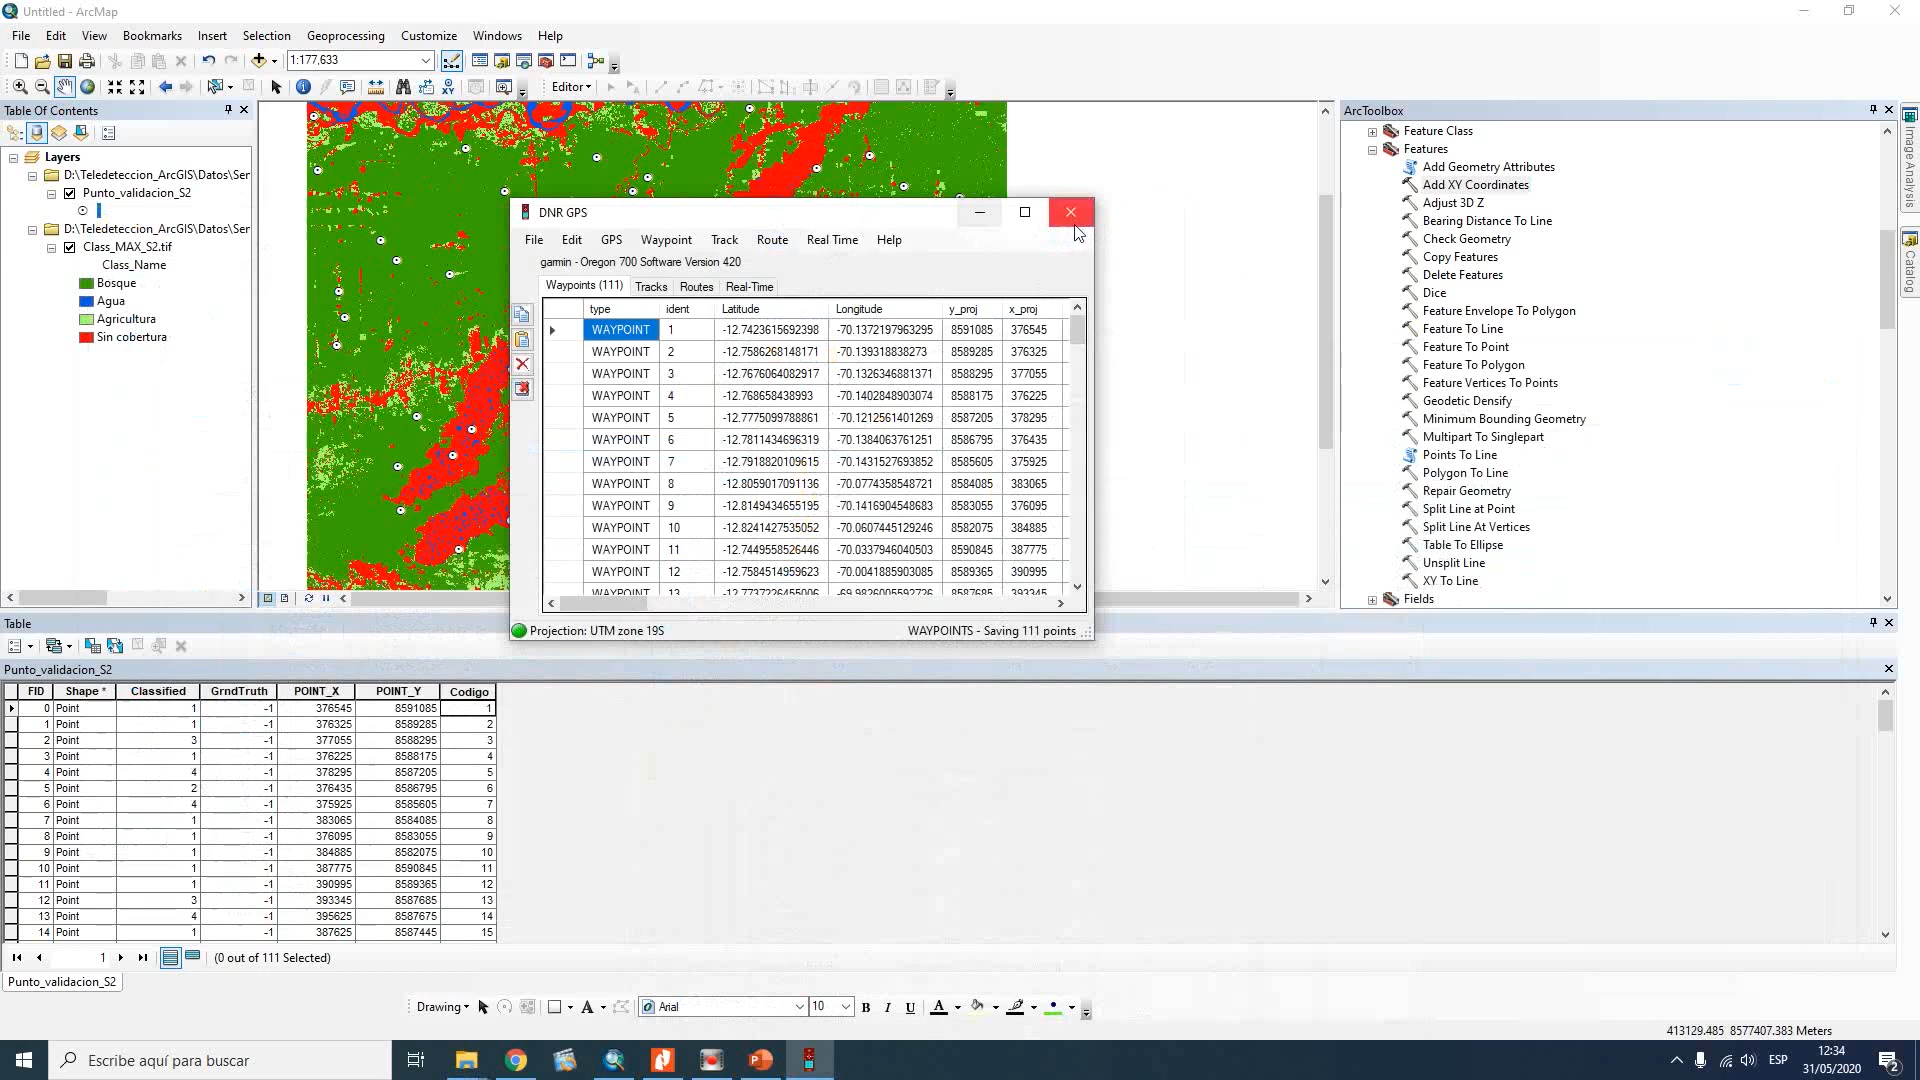 Untitled - ArcMap
File Edit View Bookmarks Insert Selection Geoprocessing Customize Windows Help
1:177,633
Editor
Table Of Contents
Layers
D:\Teledeteccion_ArcGIS\Datos\Ser
Punto_validacion_S2
D:\Teledeteccion_ArcGIS\Datos\Ser
Class_MAX_S2.tif
Class_Name
Bosque
Agua
Agricultura
Sin cobertura
DNR GPS
File Edit GPS Waypoint Track Route Real Time Help
garmin - Oregon 700 Software Version 420
Waypoints (111) Tracks Routes Real-Time
type ident Latitude Longitude y_proj x_proj
WAYPOINT 1 -12.7423615692398 -70.1372197963295 8591085 376545
WAYPOINT 2 -12.7586268148171 -70.139318838273 8589285 376325
WAYPOINT 3 -12.7676064082917 -70.1326346881371 8588295 377055
WAYPOINT 4 -12.768658438993 -70.1402848903074 8588175 376225
WAYPOINT 5 -12.7775099788861 -70.1212561401269 8587205 378295
WAYPOINT 6 -12.7811434696319 -70.1384063761251 8586795 376435
WAYPOINT 7 -12.7918820109615 -70.1431527693852 8585605 375925
WAYPOINT 8 -12.8059017091136 -70.0774358548721 8584085 383065
WAYPOINT 9 -12.8149434655195 -70.1416904548683 8583055 376095
WAYPOINT 10 -12.8241427535052 -70.0607445129246 8582075 384885
WAYPOINT 11 -12.7449558526446 -70.0337946040503 8590845 387775
WAYPOINT 12 -12.7584514959623 -70.0041885903085 8589365 390995
WAYPOINT 13 -12.7737226455006 -69.9826005592726 8587685 393345
Projection: UTM zone 19S WAYPOINTS - Saving 111 points
ArcToolbox
Feature Class
Features
Add Geometry Attributes
Add XY Coordinates
Adjust 3D Z
Bearing Distance To Line
Check Geometry
Copy Features
Delete Features
Dice
Feature Envelope To Polygon
Feature To Line
Feature To Point
Feature To Polygon
Feature Vertices To Points
Geodetic Densify
Minimum Bounding Geometry
Multipart To Singlepart
Points To Line
Polygon To Line
Repair Geometry
Split Line at Point
Split Line At Vertices
Table To Ellipse
Unsplit Line
XY To Line
Fields
Image Analysis
Catalog
Table
Punto_validacion_S2
FID Shape * Classified GrndTruth POINT_X POINT_Y Codigo
0 Point 1 -1 376545 8591085 1
1 Point 1 -1 376325 8589285 2
2 Point 3 -1 377055 8588295 3
3 Point 1 -1 376225 8588175 4
4 Point 4 -1 378295 8587205 5
5 Point 2 -1 376435 8586795 6
6 Point 4 -1 375925 8585605 7
7 Point 1 -1 383065 8584085 8
8 Point 1 -1 376095 8583055 9
9 Point 1 -1 384885 8582075 10
10 Point 1 -1 387775 8590845 11
11 Point 1 -1 390995 8589365 12
12 Point 3 -1 393345 8587685 13
13 Point 4 -1 395625 8587675 14
14 Point 1 -1 387625 8587445 15
1 (0 out of 111 Selected)
Punto_validacion_S2
Drawing A Arial 10 B I U A
413129.485 8577407.383 Meters
Escribe aquí para buscar
ESP
12:34
31/05/2020
2